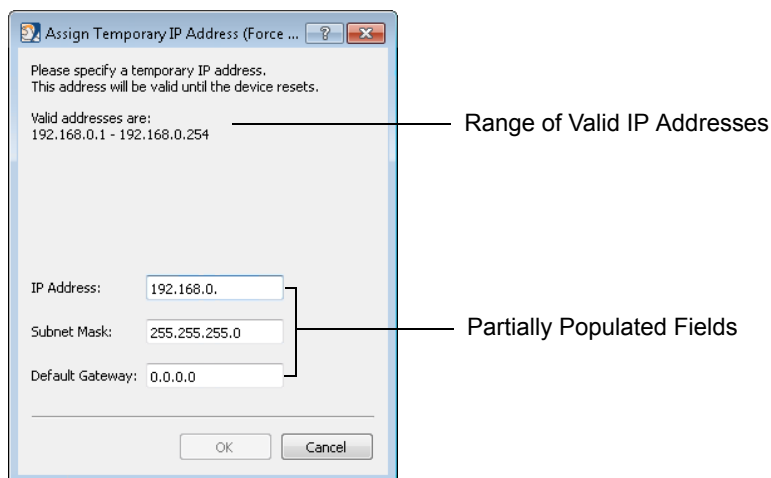 Assign Temporary IP Address (Force ...
Please specify a temporary IP address.
This address will be valid until the device resets.
Valid addresses are:
192.168.0.1 - 192.168.0.254
Range of Valid IP Addresses
IP Address: 192.168.0.
Subnet Mask: 255.255.255.0
Partially Populated Fields
Default Gateway: 0.0.0.0
OK Cancel